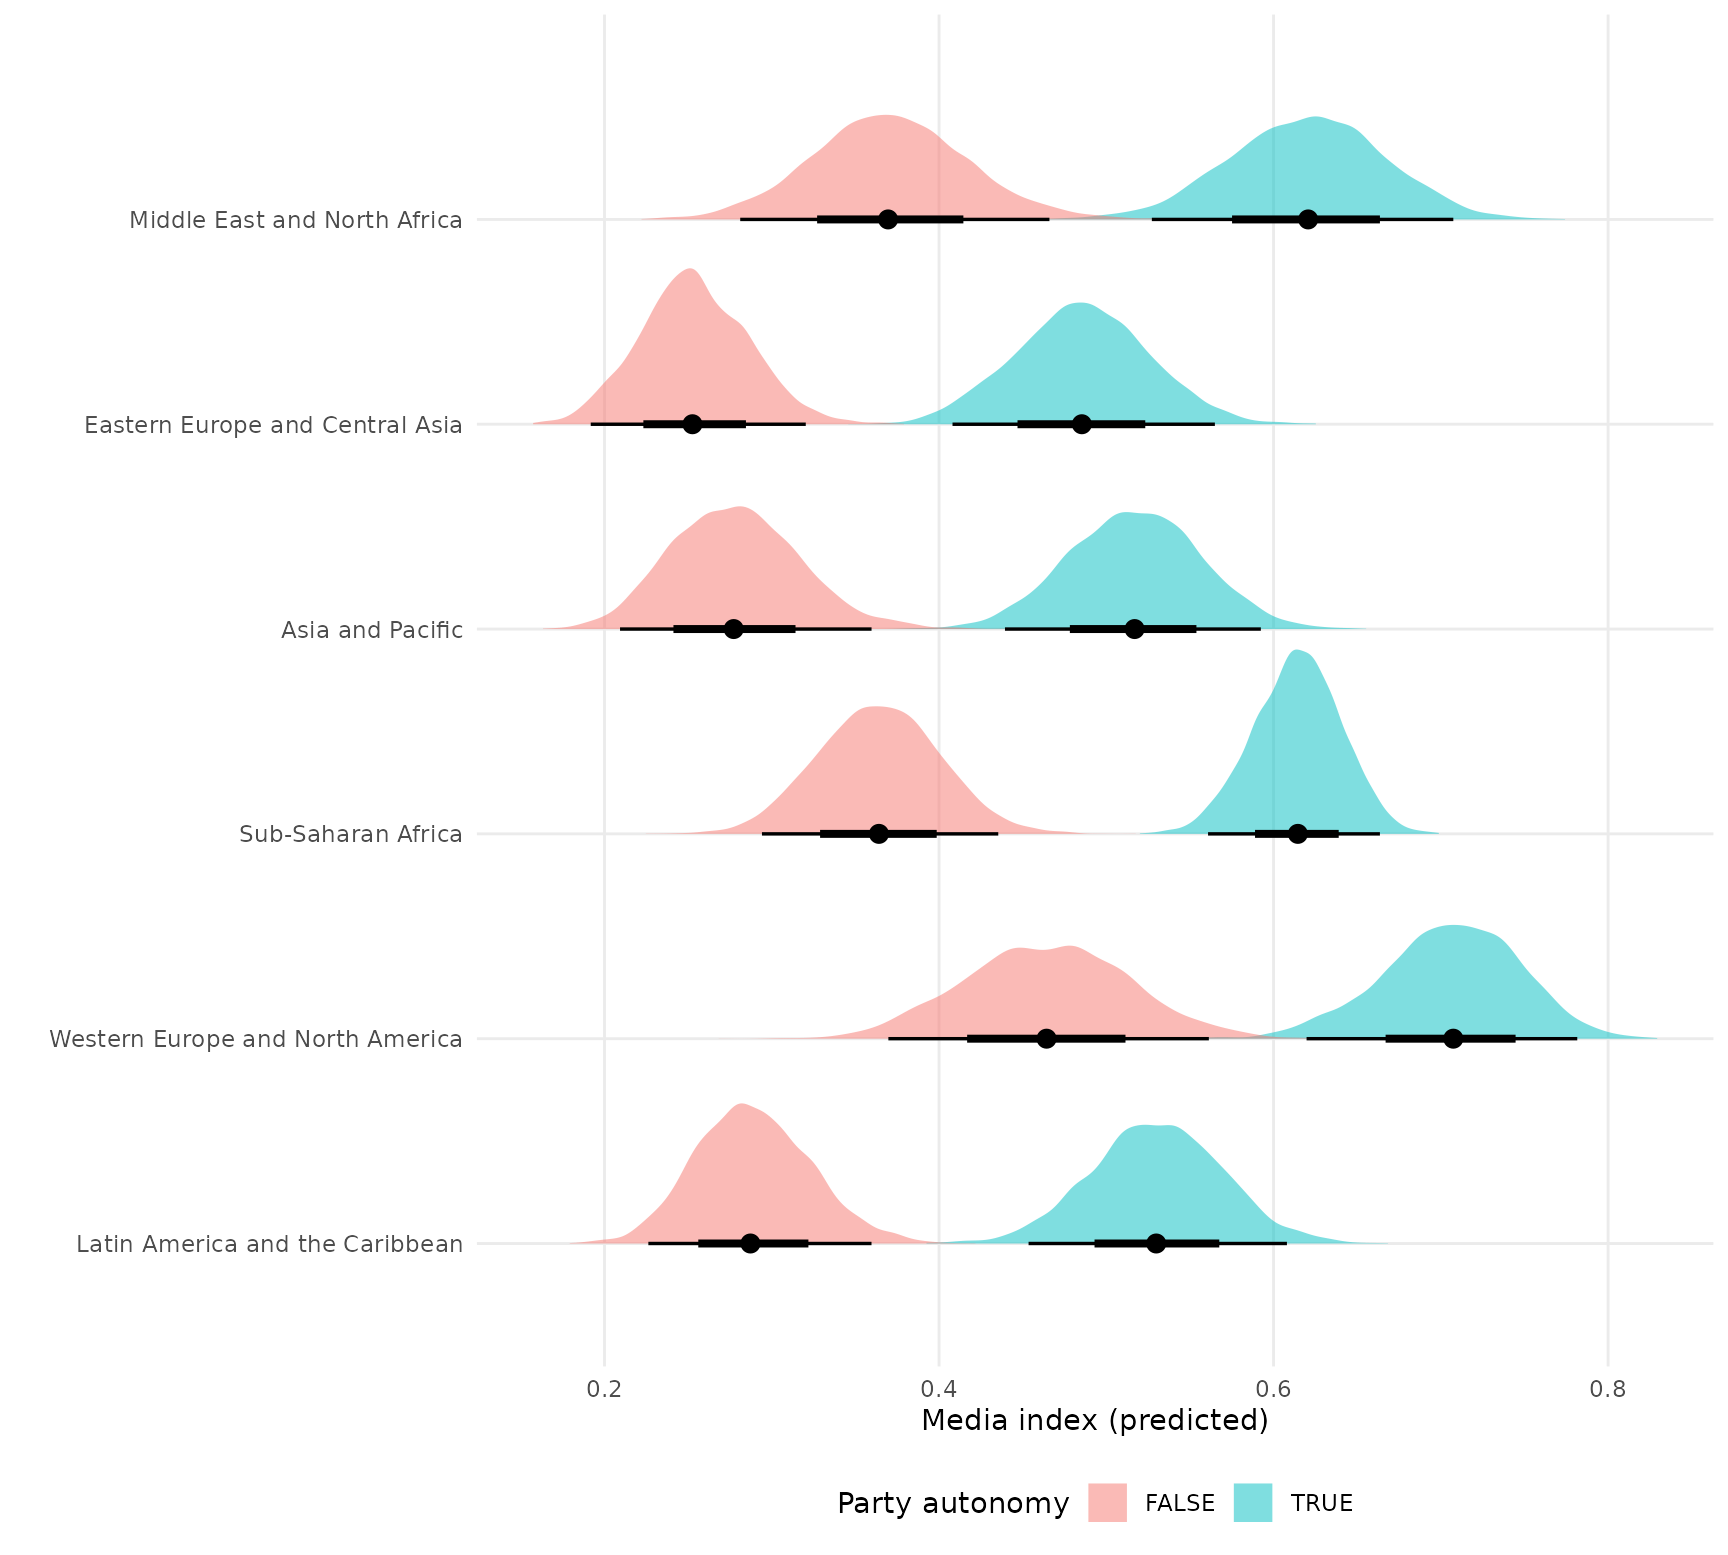 Middle East and North Africa
Eastern Europe and Central Asia
Asia and Pacific
Sub-Saharan Africa
Western Europe and North America
Latin America and the Caribbean
0.2 0.4 0.6 0.8
Media index (predicted)
Party autonomy FALSE TRUE